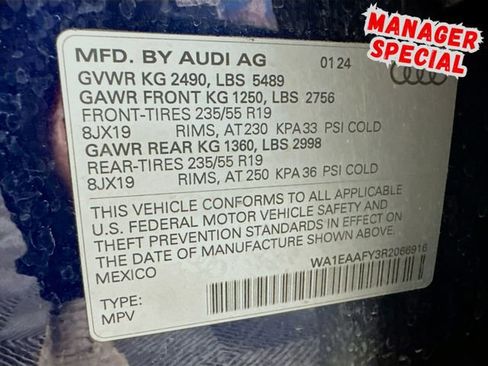 MANAGER
SPECIAL
MFD. BY AUDI AG 01 24
GVWR KG 2490, LBS 5489
GAWR FRONT KG 1250, LBS 2756
FRONT-TIRES 235/55 R19
8JX19 RIMS, AT 230 KPA 33 PSI COLD
GAWR REAR KG 1360, LBS 2998
REAR-TIRES 235/55 R19
8JX19 RIMS, AT 250 KPA 36 PSI COLD
THIS VEHICLE CONFORMS TO ALL APPLICABLE
U.S. FEDERAL MOTOR VEHICLE SAFETY AND
THEFT PREVENTION STANDARDS IN EFFECT ON
THE DATE OF MANUFACTURE SHOWN ABOVE.
MEXICO
WA1EAAFY3R2066916
TYPE:
MPV